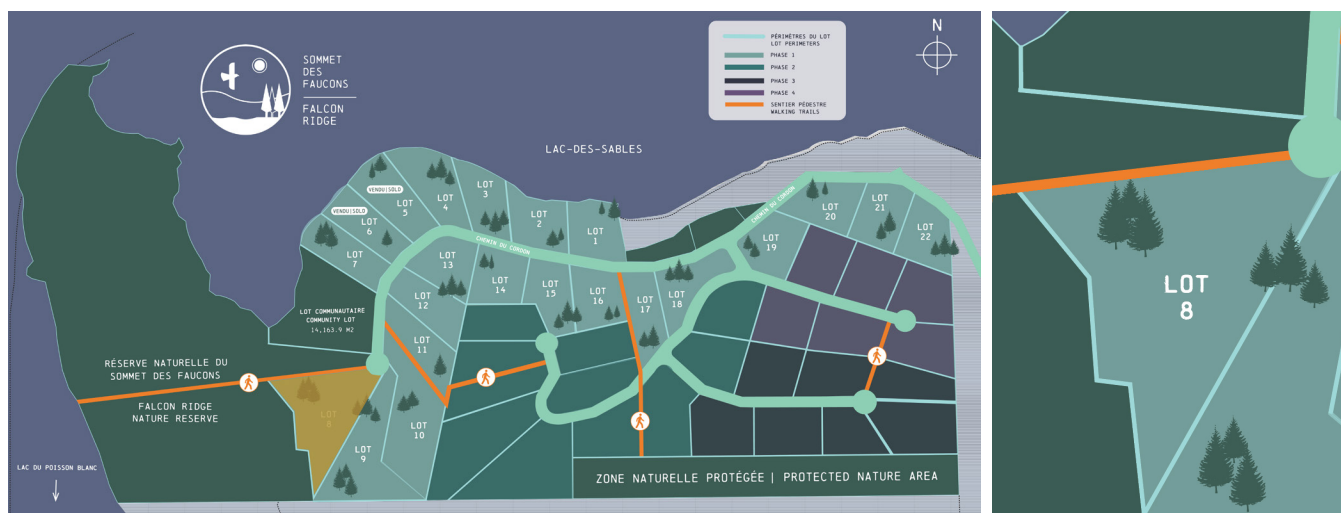 SOMMET
DES
FAUCONS
FALCON
RIDGE
PÉRIMÈTRES DU LOT
LOT PERIMETERS
PHASE 1
PHASE 2
PHASE 3
PHASE 4
SENTIER PÉDESTRE
WALKING TRAILS
N
LAC-DES-SABLES
VENDU|SOLD
LOT
5
LOT
4
LOT
3
LOT
2
LOT
1
VENDU|SOLD
LOT
6
LOT
7
CHEMIN DU CORDON
CHEMIN DU CORDON
LOT
19
LOT
20
LOT
21
LOT
22
LOT
13
LOT
14
LOT
15
LOT
16
LOT
17
LOT
18
LOT
12
LOT
11
LOT
10
LOT
9
LOT
8
LOT COMMUNAUTAIRE
COMMUNITY LOT
14,163.9 M2
RÉSERVE NATURELLE DU
SOMMET DES FAUCONS
FALCON RIDGE
NATURE RESERVE
LAC DU POISSON BLANC
ZONE NATURELLE PROTÉGÉE | PROTECTED NATURE AREA
LOT
8